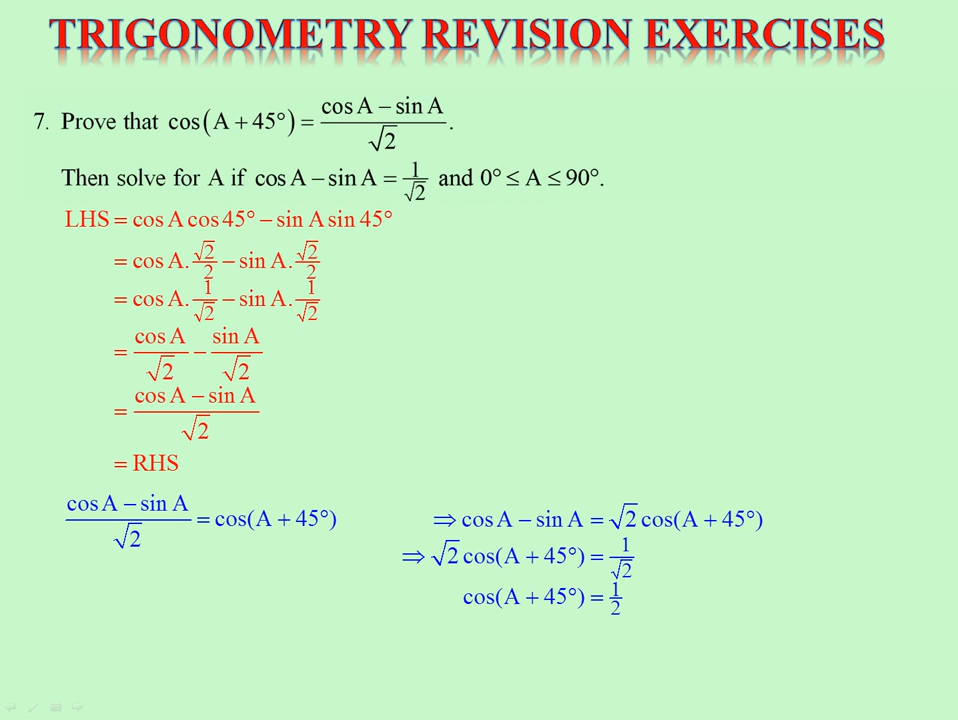 TRIGONOMETRY REVISION EXERCISES
7. Prove that cos(A + 45°) = (cos A − sin A)/√2.
Then solve for A if cos A − sin A = 1/√2 and 0° ≤ A ≤ 90°.
LHS = cos A cos 45° − sin A sin 45°
= cos A. √2/2 − sin A. √2/2
= cos A. 1/√2 − sin A. 1/√2
= cos A/√2 − sin A/√2
= (cos A − sin A)/√2
= RHS
(cos A − sin A)/√2 = cos(A + 45°) ⇒ cos A − sin A = √2 cos(A + 45°)
⇒ √2 cos(A + 45°) = 1/√2
cos(A + 45°) = 1/2